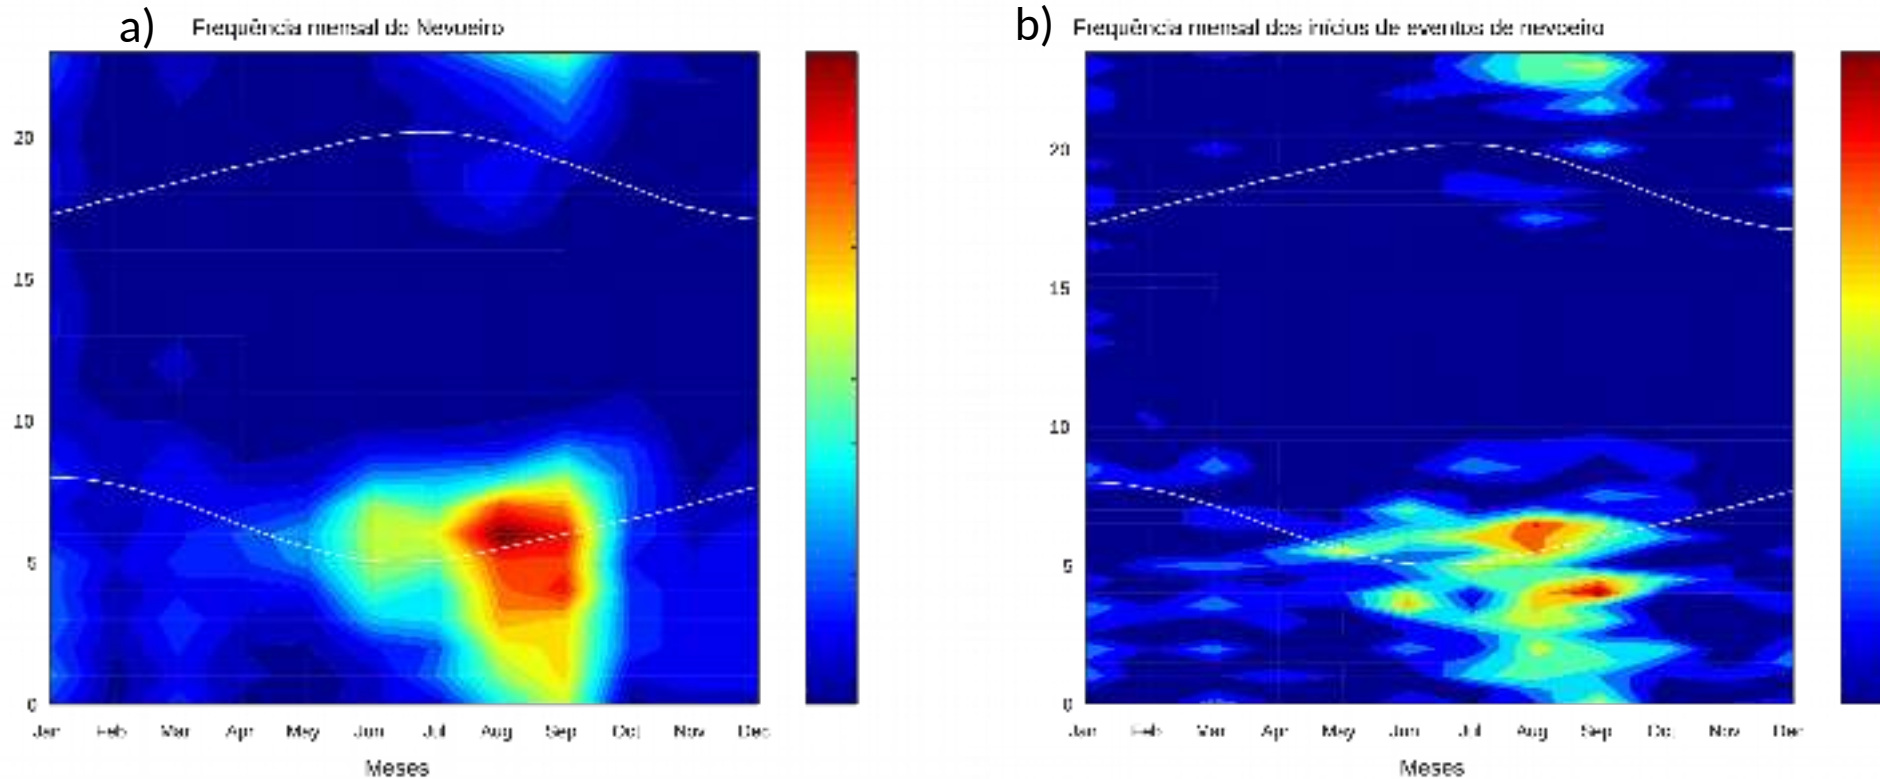 a)
Frequência mensal do Nevoeiro
20
15
10
5
0
Jan Feb Mar Apr May Jun Jul Aug Sep Oct Nov Dec
Meses
b)
Frequência mensal dos inícios de eventos de nevoeiro
20
15
10
5
0
Jan Feb Mar Apr May Jun Jul Aug Sep Oct Nov Dec
Meses